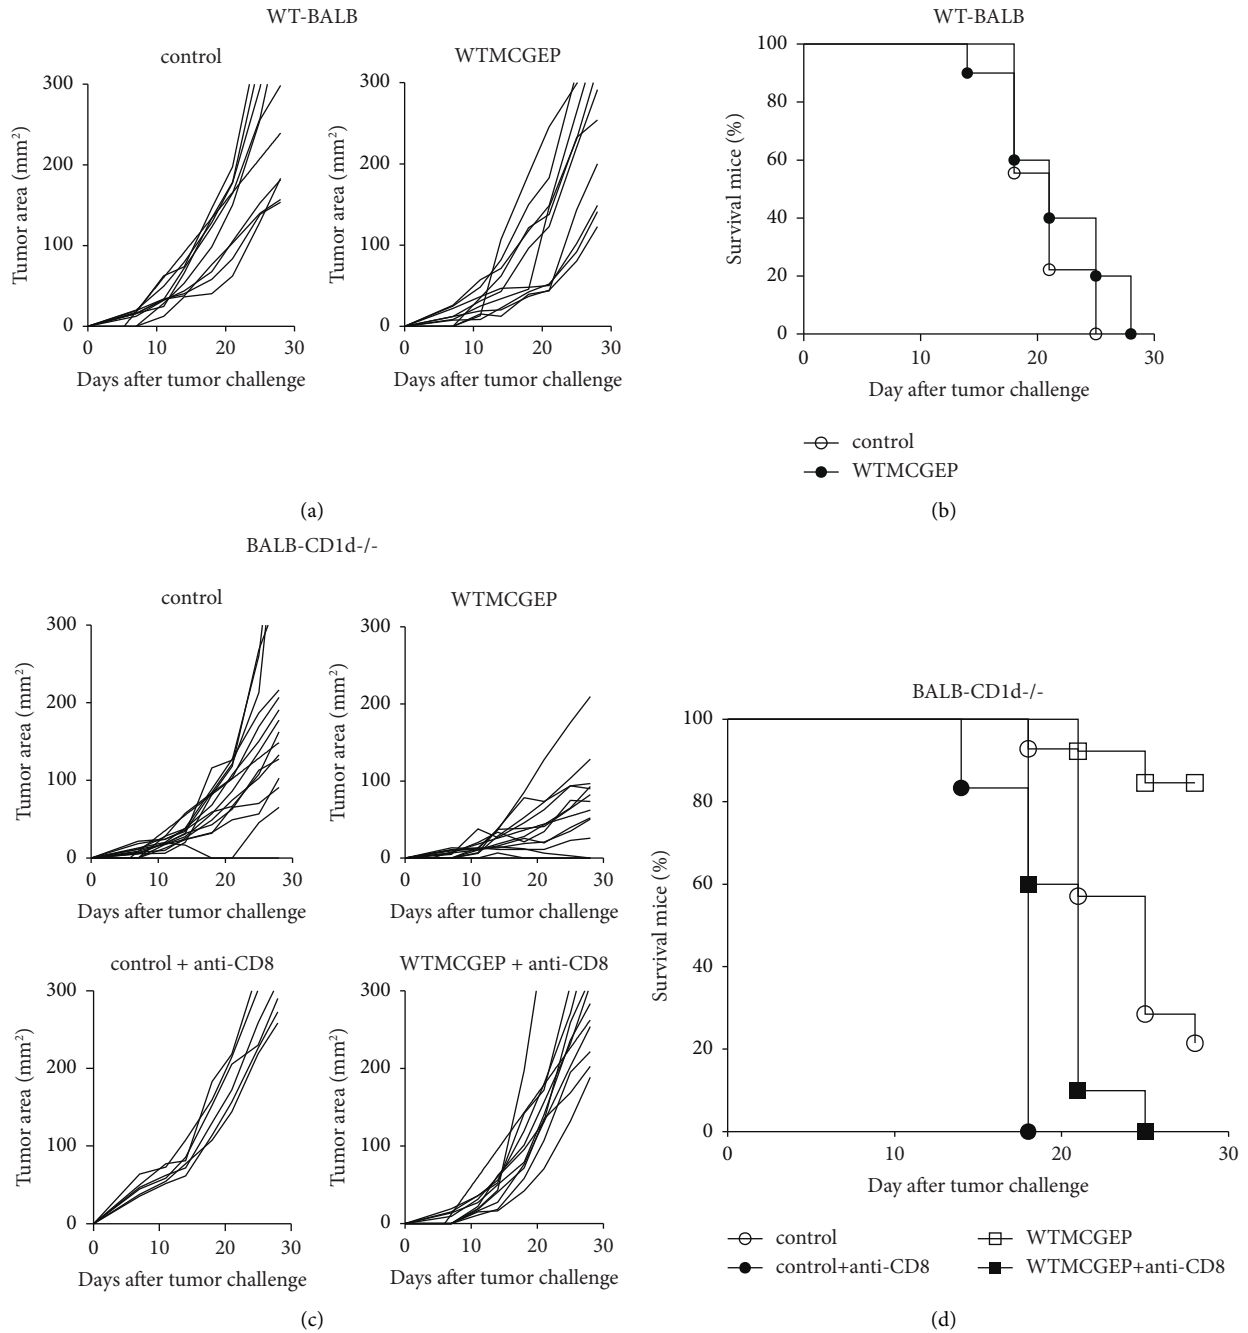 WT-BALB
control
WTMCGEP
Tumor area (mm²)
300
200
100
0
0 10 20 30
Days after tumor challenge
Tumor area (mm²)
300
200
100
0
0 10 20 30
Days after tumor challenge
(a)
WT-BALB
Survival mice (%)
100
80
60
40
20
0
0 10 20 30
Day after tumor challenge
control
WTMCGEP
(b)
BALB-CD1d-/-
control
WTMCGEP
Tumor area (mm²)
300
200
100
0
0 10 20 30
Days after tumor challenge
Tumor area (mm²)
300
200
100
0
0 10 20 30
Days after tumor challenge
control + anti-CD8
WTMCGEP + anti-CD8
Tumor area (mm²)
300
200
100
0
0 10 20 30
Days after tumor challenge
Tumor area (mm²)
300
200
100
0
0 10 20 30
Days after tumor challenge
(c)
BALB-CD1d-/-
Survival mice (%)
100
80
60
40
20
0
0 10 20 30
Day after tumor challenge
control
WTMCGEP
control+anti-CD8
WTMCGEP+anti-CD8
(d)